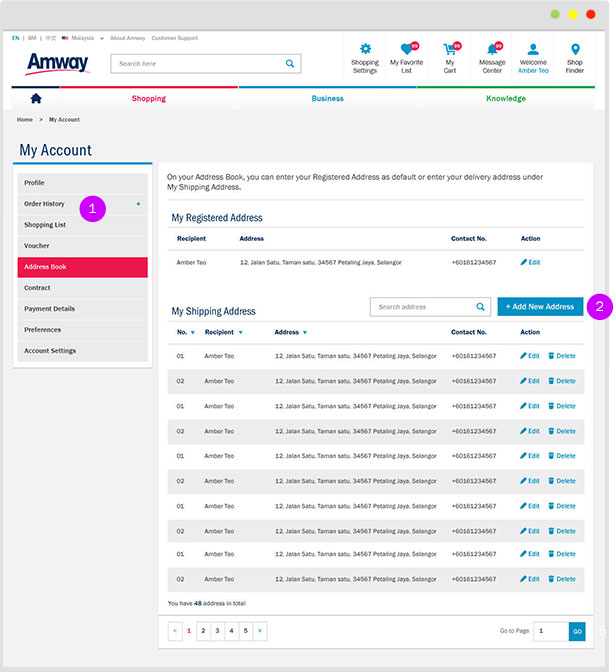 EN | BM | 中文 Malaysia About Amway Customer Support
Amway
Search here
Shopping Settings
99
My Favorite List
99
My Cart
99
Message Center
Welcome
Amber Teo
Shop Finder
Shopping Business Knowledge
Home > My Account
My Account
Profile
Order History +
1
Shopping List
Voucher
Address Book
Contract
Payment Details
Preferences
Account Settings
On your Address Book, you can enter your Registered Address as default or enter your delivery address under
My Shipping Address.
My Registered Address
Recipient Address Contact No. Action
Amber Teo 12, Jalan Satu, Taman satu, 34567 Petaling Jaya, Selangor +60161234567 Edit
My Shipping Address Search address + Add New Address 2
No. Recipient Address Contact No. Action
01 Amber Teo 12, Jalan Satu, Taman satu, 34567 Petaling Jaya, Selangor +60161234567 Edit Delete
02 Amber Teo 12, Jalan Satu, Taman satu, 34567 Petaling Jaya, Selangor +60161234567 Edit Delete
01 Amber Teo 12, Jalan Satu, Taman satu, 34567 Petaling Jaya, Selangor +60161234567 Edit Delete
02 Amber Teo 12, Jalan Satu, Taman satu, 34567 Petaling Jaya, Selangor +60161234567 Edit Delete
01 Amber Teo 12, Jalan Satu, Taman satu, 34567 Petaling Jaya, Selangor +60161234567 Edit Delete
02 Amber Teo 12, Jalan Satu, Taman satu, 34567 Petaling Jaya, Selangor +60161234567 Edit Delete
01 Amber Teo 12, Jalan Satu, Taman satu, 34567 Petaling Jaya, Selangor +60161234567 Edit Delete
02 Amber Teo 12, Jalan Satu, Taman satu, 34567 Petaling Jaya, Selangor +60161234567 Edit Delete
01 Amber Teo 12, Jalan Satu, Taman satu, 34567 Petaling Jaya, Selangor +60161234567 Edit Delete
02 Amber Teo 12, Jalan Satu, Taman satu, 34567 Petaling Jaya, Selangor +60161234567 Edit Delete
You have 48 address in total
< 1 2 3 4 5 > Go to Page 1 GO